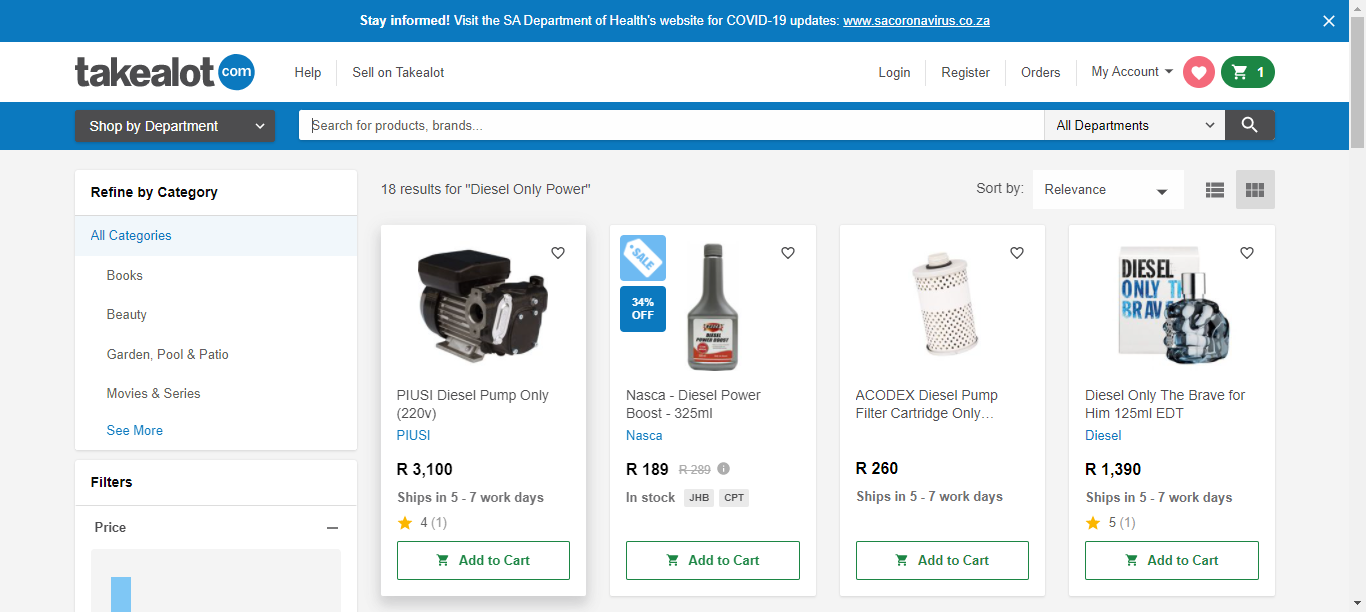 Stay informed! Visit the SA Department of Health's website for COVID-19 updates: www.sacoronavirus.co.za
takealot com
Help
Sell on Takealot
Login
Register
Orders
My Account
1
Shop by Department
Search for products, brands...
All Departments
Refine by Category
All Categories
Books
Beauty
Garden, Pool & Patio
Movies & Series
See More
Filters
Price
18 results for "Diesel Only Power"
Sort by:
Relevance
PIUSI Diesel Pump Only
(220v)
PIUSI
R 3,100
Ships in 5 - 7 work days
4 (1)
Add to Cart
SALE
34%
OFF
DIESEL
POWER BOOST
Nasca - Diesel Power
Boost - 325ml
Nasca
R 189 R 289
In stock JHB CPT
Add to Cart
ACODEX Diesel Pump
Filter Cartridge Only…
R 260
Ships in 5 - 7 work days
Add to Cart
DIESEL
ONLY TH
BRAV
Diesel Only The Brave for
Him 125ml EDT
Diesel
R 1,390
Ships in 5 - 7 work days
5 (1)
Add to Cart